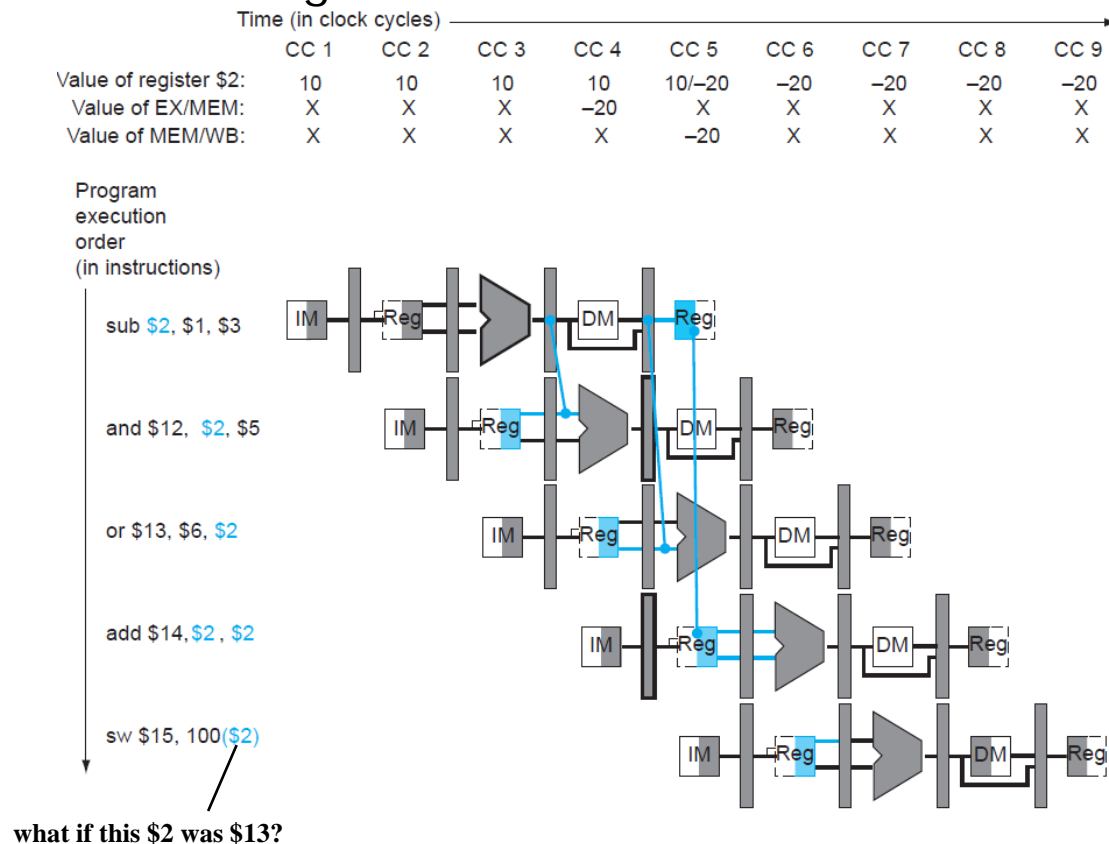 Time (in clock cycles)
CC 1 CC 2 CC 3 CC 4 CC 5 CC 6 CC 7 CC 8 CC 9
Value of register $2: 10 10 10 10 10/–20 –20 –20 –20 –20
Value of EX/MEM: X X X –20 X X X X X
Value of MEM/WB: X X X X –20 X X X X
Program
execution
order
(in instructions)
sub $2, $1, $3 IM Reg DM Reg
and $12, $2, $5 IM Reg DM Reg
or $13, $6, $2 IM Reg DM Reg
add $14,$2 , $2 IM Reg DM Reg
sw $15, 100($2) IM Reg DM Reg
what if this $2 was $13?